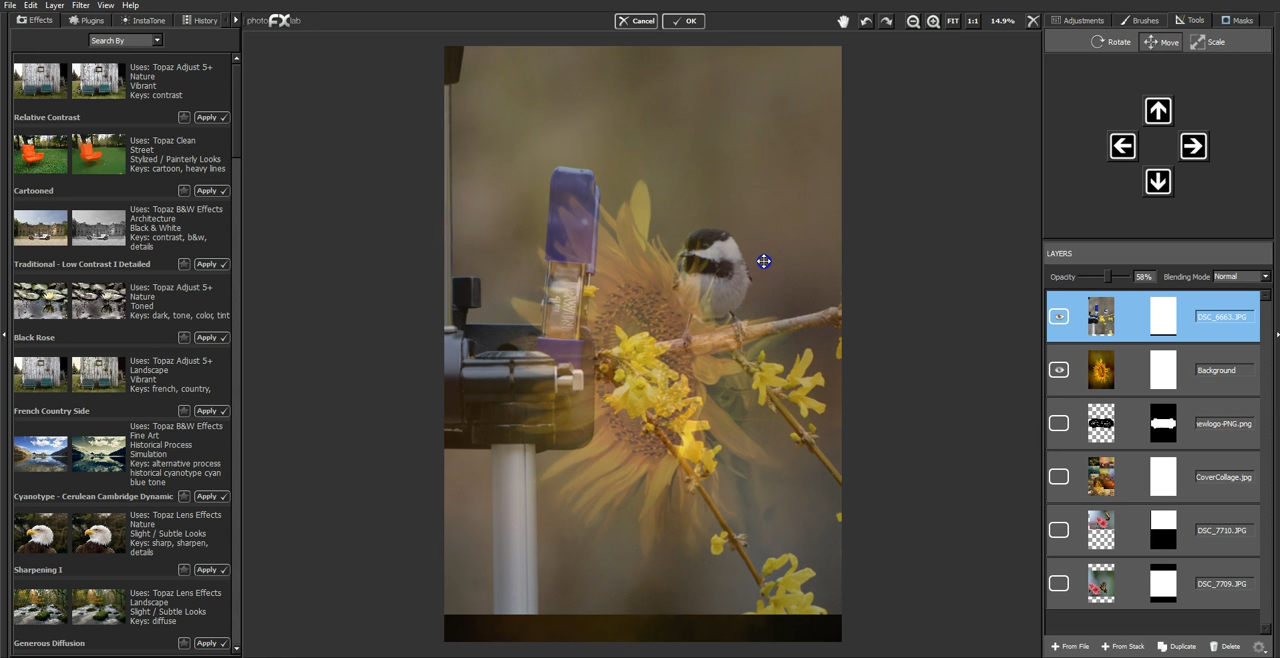 File Edit Layer Filter View Help
Effects Plugins InstaTone History
photo FX lab
Cancel OK
FIT 1:1 14.9%
Adjustments Brushes Tools Masks
Search By
Rotate Move Scale
Uses: Topaz Adjust 5+
Nature
Vibrant
Keys: contrast
Relative Contrast Apply
Uses: Topaz Clean
Street
Stylized / Painterly Looks
Keys: cartoon, heavy lines
Cartooned Apply
Uses: Topaz B&W Effects
Architecture
Black & White
Keys: contrast, b&w,
details
Traditional - Low Contrast I Detailed Apply
Uses: Topaz Adjust 5+
Nature
Toned
Keys: dark, tone, color, tint
Black Rose Apply
Uses: Topaz Adjust 5+
Landscape
Vibrant
Keys: french, country,
French Country Side Apply
Uses: Topaz B&W Effects
Fine Art
Historical Process
Simulation
Keys: alternative process
historical cyanotype cyan
blue tone
Cyanotype - Cerulean Cambridge Dynamic Apply
Uses: Topaz Lens Effects
Nature
Slight / Subtle Looks
Keys: sharp, sharpen,
details
Sharpening I Apply
Uses: Topaz Lens Effects
Landscape
Slight / Subtle Looks
Keys: diffuse
Generous Diffusion Apply
LAYERS
Opacity 58% Blending Mode Normal
DSC_6663.JPG
Background
iewlogo-PNG.png
CoverCollage.jpg
DSC_7710.JPG
DSC_7709.JPG
From File From Stack Duplicate Delete